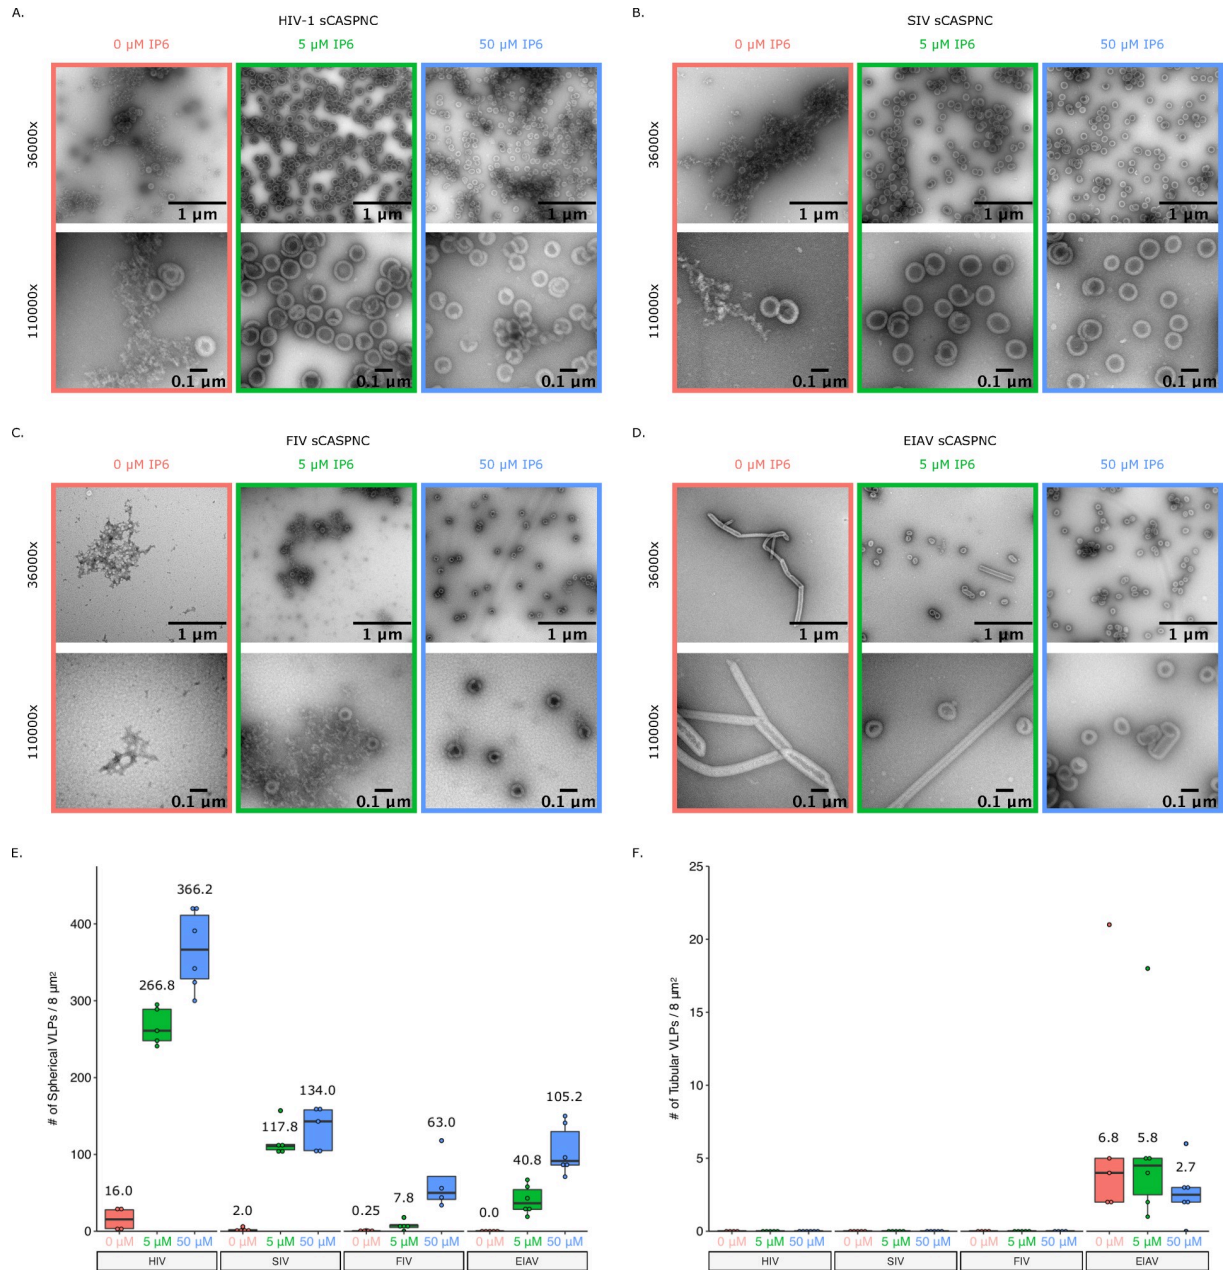 A.
HIV-1 sCASPNC
0 µM IP6 5 µM IP6 50 µM IP6
36000x
1 µm 1 µm 1 µm
110000x
0.1 µm 0.1 µm 0.1 µm
B.
SIV sCASPNC
0 µM IP6 5 µM IP6 50 µM IP6
36000x
1 µm 1 µm 1 µm
110000x
0.1 µm 0.1 µm 0.1 µm
C.
FIV sCASPNC
0 µM IP6 5 µM IP6 50 µM IP6
36000x
1 µm 1 µm 1 µm
110000x
0.1 µm 0.1 µm 0.1 µm
D.
EIAV sCASPNC
0 µM IP6 5 µM IP6 50 µM IP6
36000x
1 µm 1 µm 1 µm
110000x
0.1 µm 0.1 µm 0.1 µm
E.
# of Spherical VLPs / 8 µm²
400
300
200
100
0
16.0 266.8 366.2 2.0 117.8 134.0 0.25 7.8 63.0 0.0 40.8 105.2
0 µM 5 µM 50 µM 0 µM 5 µM 50 µM 0 µM 5 µM 50 µM 0 µM 5 µM 50 µM
HIV SIV FIV EIAV
F.
# of Tubular VLPs / 8 µm²
25
20
15
10
5
0
6.8 5.8 2.7
0 µM 5 µM 50 µM 0 µM 5 µM 50 µM 0 µM 5 µM 50 µM 0 µM 5 µM 50 µM
HIV SIV FIV EIAV